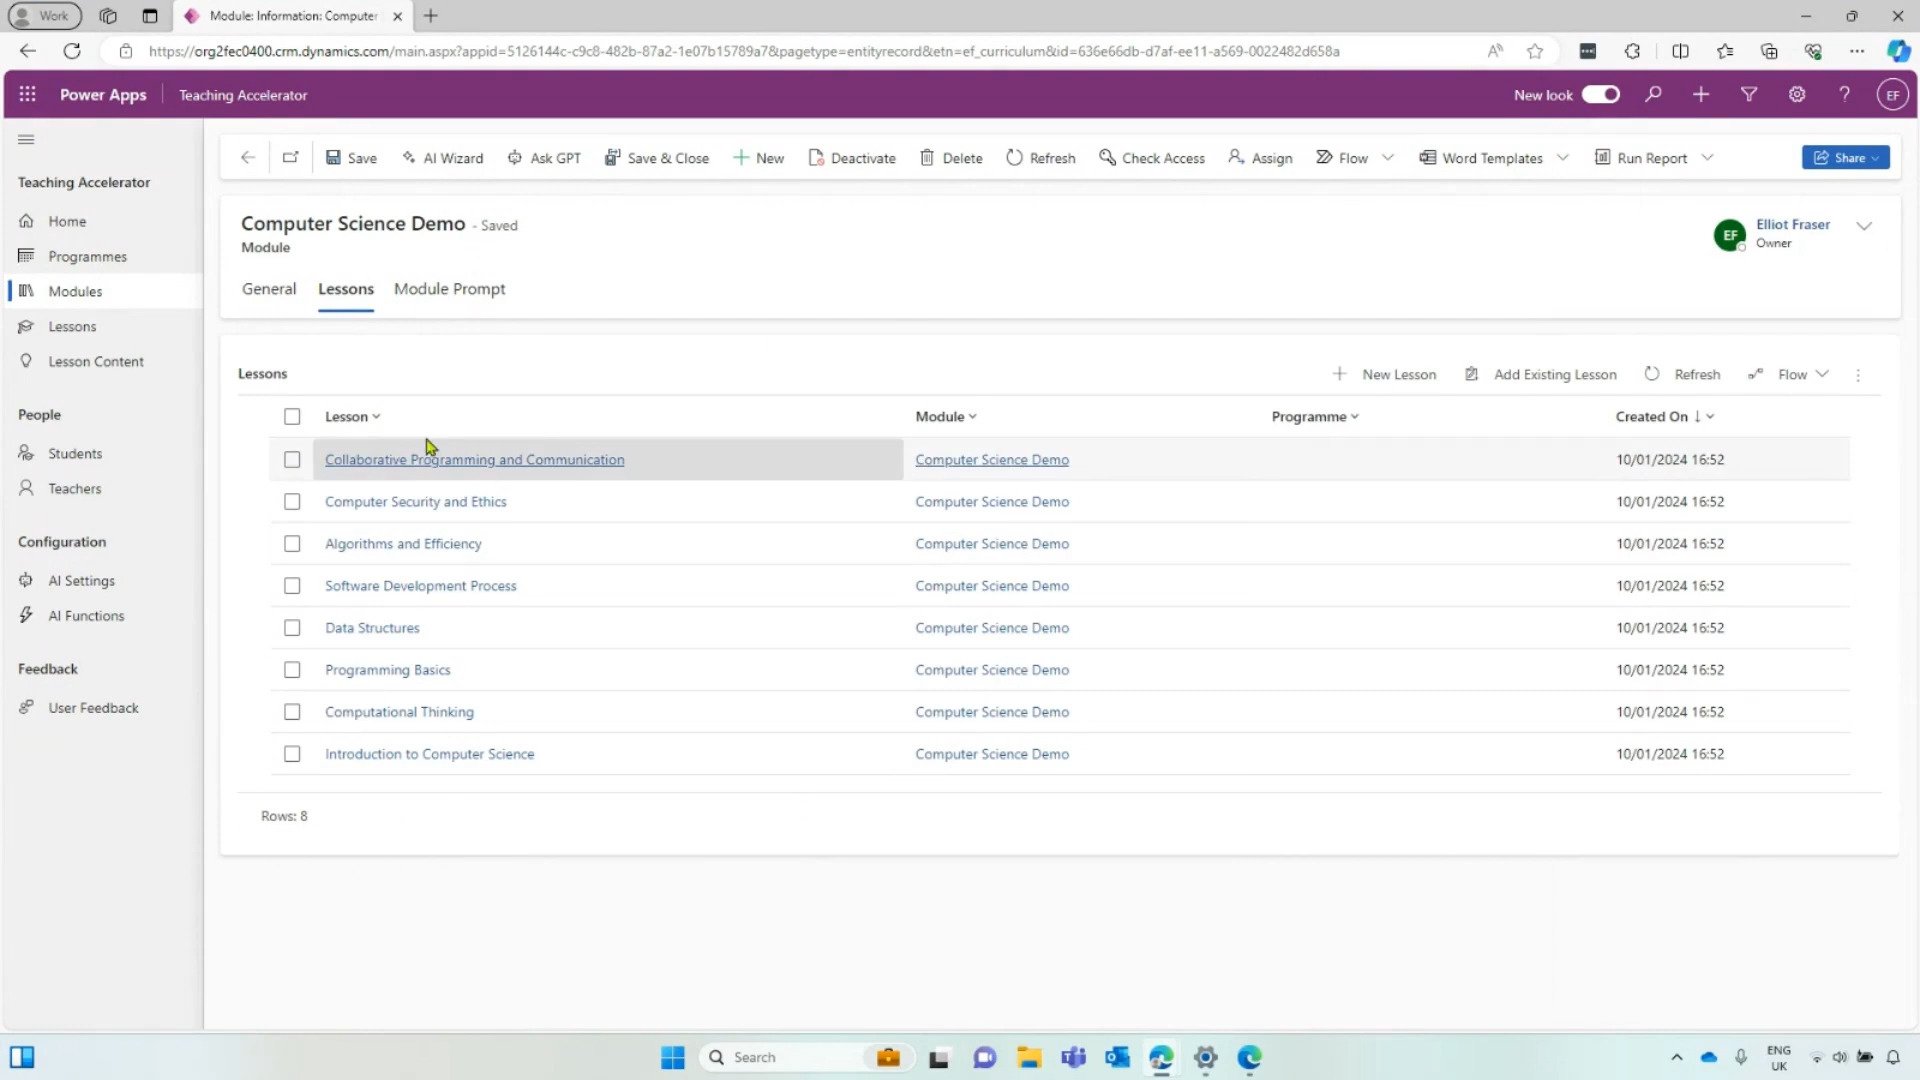 Work
Module: Information: Computer
https://org2fec0400.crm.dynamics.com/main.aspx?appid=5126144c-c9c8-482b-87a2-1e07b15789a7&pagetype=entityrecord&etn=ef_curriculum&id=636e66db-d7af-ee11-a569-0022482d658a
Power Apps Teaching Accelerator New look EF
Save AI Wizard Ask GPT Save & Close New Deactivate Delete Refresh Check Access Assign Flow Word Templates Run Report Share
Teaching Accelerator
Home
Programmes
Modules
Lessons
Lesson Content
People
Students
Teachers
Configuration
AI Settings
AI Functions
Feedback
User Feedback
Computer Science Demo - Saved
Module
EF Elliot Fraser
Owner
General Lessons Module Prompt
Lessons
New Lesson Add Existing Lesson Refresh Flow
Lesson Module Programme Created On
Collaborative Programming and Communication Computer Science Demo 10/01/2024 16:52
Computer Security and Ethics Computer Science Demo 10/01/2024 16:52
Algorithms and Efficiency Computer Science Demo 10/01/2024 16:52
Software Development Process Computer Science Demo 10/01/2024 16:52
Data Structures Computer Science Demo 10/01/2024 16:52
Programming Basics Computer Science Demo 10/01/2024 16:52
Computational Thinking Computer Science Demo 10/01/2024 16:52
Introduction to Computer Science Computer Science Demo 10/01/2024 16:52
Rows: 8
Search
ENG
UK